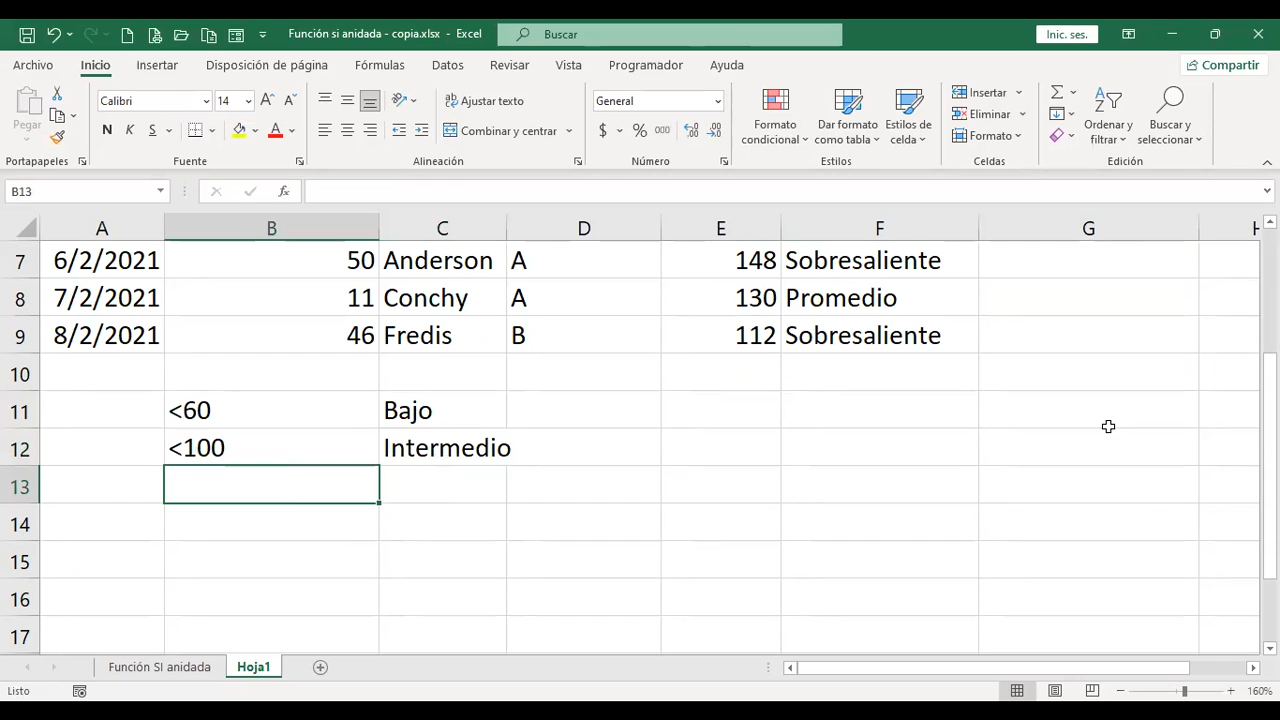 Función si anidada - copia.xlsx - Excel
Buscar
Inic. ses.
Archivo Inicio Insertar Disposición de página Fórmulas Datos Revisar Vista Programador Ayuda
Compartir
Pegar
Calibri 14
N K S
Ajustar texto
Combinar y centrar
General
$ % 000
Formato condicional
Dar formato como tabla
Estilos de celda
Insertar
Eliminar
Formato
Ordenar y filtrar
Buscar y seleccionar
Portapapeles Fuente Alineación Número Estilos Celdas Edición
B13 fx
A B C D E F G H
7 6/2/2021 50 Anderson A 148 Sobresaliente
8 7/2/2021 11 Conchy A 130 Promedio
9 8/2/2021 46 Fredis B 112 Sobresaliente
10
11 <60 Bajo
12 <100 Intermedio
13
14
15
16
17
Función SI anidada Hoja1
Listo 160%